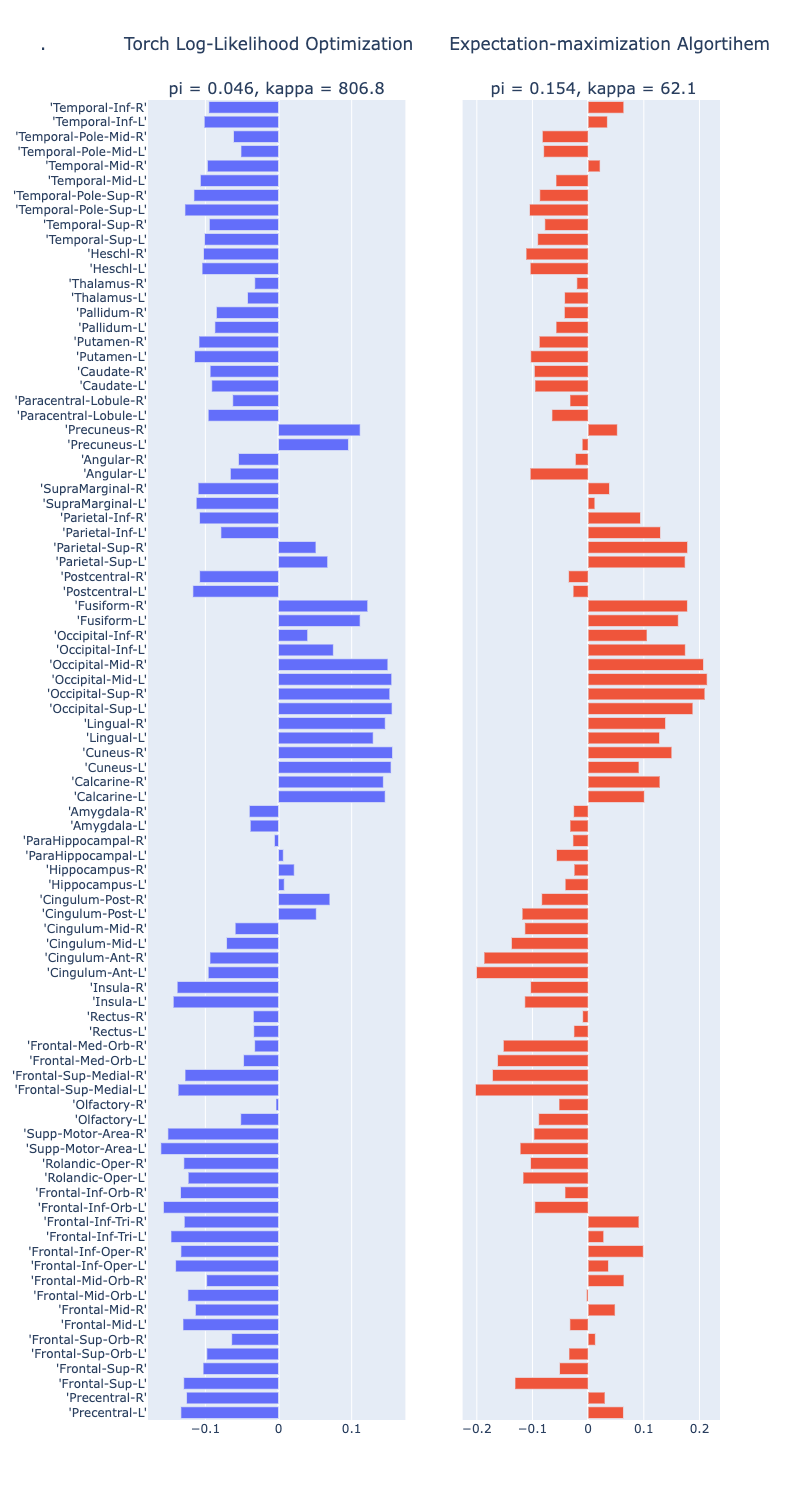 . Torch Log-Likelihood Optimization Expectation-maximization Algortihem
pi = 0.046, kappa = 806.8 pi = 0.154, kappa = 62.1
'Temporal-Inf-R'
'Temporal-Inf-L'
'Temporal-Pole-Mid-R'
'Temporal-Pole-Mid-L'
'Temporal-Mid-R'
'Temporal-Mid-L'
'Temporal-Pole-Sup-R'
'Temporal-Pole-Sup-L'
'Temporal-Sup-R'
'Temporal-Sup-L'
'Heschl-R'
'Heschl-L'
'Thalamus-R'
'Thalamus-L'
'Pallidum-R'
'Pallidum-L'
'Putamen-R'
'Putamen-L'
'Caudate-R'
'Caudate-L'
'Paracentral-Lobule-R'
'Paracentral-Lobule-L'
'Precuneus-R'
'Precuneus-L'
'Angular-R'
'Angular-L'
'SupraMarginal-R'
'SupraMarginal-L'
'Parietal-Inf-R'
'Parietal-Inf-L'
'Parietal-Sup-R'
'Parietal-Sup-L'
'Postcentral-R'
'Postcentral-L'
'Fusiform-R'
'Fusiform-L'
'Occipital-Inf-R'
'Occipital-Inf-L'
'Occipital-Mid-R'
'Occipital-Mid-L'
'Occipital-Sup-R'
'Occipital-Sup-L'
'Lingual-R'
'Lingual-L'
'Cuneus-R'
'Cuneus-L'
'Calcarine-R'
'Calcarine-L'
'Amygdala-R'
'Amygdala-L'
'ParaHippocampal-R'
'ParaHippocampal-L'
'Hippocampus-R'
'Hippocampus-L'
'Cingulum-Post-R'
'Cingulum-Post-L'
'Cingulum-Mid-R'
'Cingulum-Mid-L'
'Cingulum-Ant-R'
'Cingulum-Ant-L'
'Insula-R'
'Insula-L'
'Rectus-R'
'Rectus-L'
'Frontal-Med-Orb-R'
'Frontal-Med-Orb-L'
'Frontal-Sup-Medial-R'
'Frontal-Sup-Medial-L'
'Olfactory-R'
'Olfactory-L'
'Supp-Motor-Area-R'
'Supp-Motor-Area-L'
'Rolandic-Oper-R'
'Rolandic-Oper-L'
'Frontal-Inf-Orb-R'
'Frontal-Inf-Orb-L'
'Frontal-Inf-Tri-R'
'Frontal-Inf-Tri-L'
'Frontal-Inf-Oper-R'
'Frontal-Inf-Oper-L'
'Frontal-Mid-Orb-R'
'Frontal-Mid-Orb-L'
'Frontal-Mid-R'
'Frontal-Mid-L'
'Frontal-Sup-Orb-R'
'Frontal-Sup-Orb-L'
'Frontal-Sup-R'
'Frontal-Sup-L'
'Precentral-R'
'Precentral-L'
−0.1 0 0.1 −0.2 −0.1 0 0.1 0.2